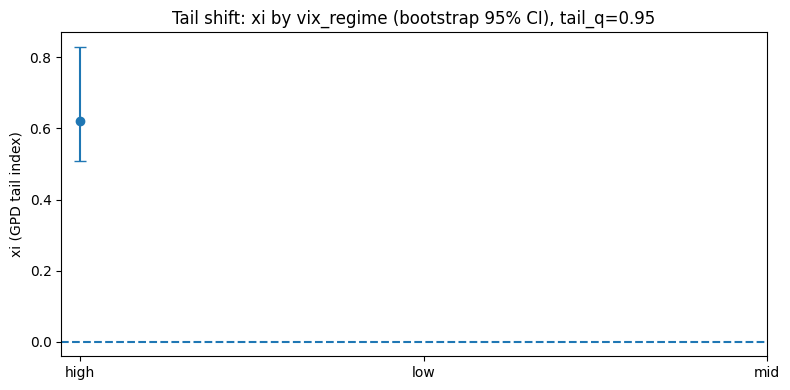 Tail shift: xi by vix_regime (bootstrap 95% CI), tail_q=0.95
xi (GPD tail index)
0.8
0.6
0.4
0.2
0.0
high low mid